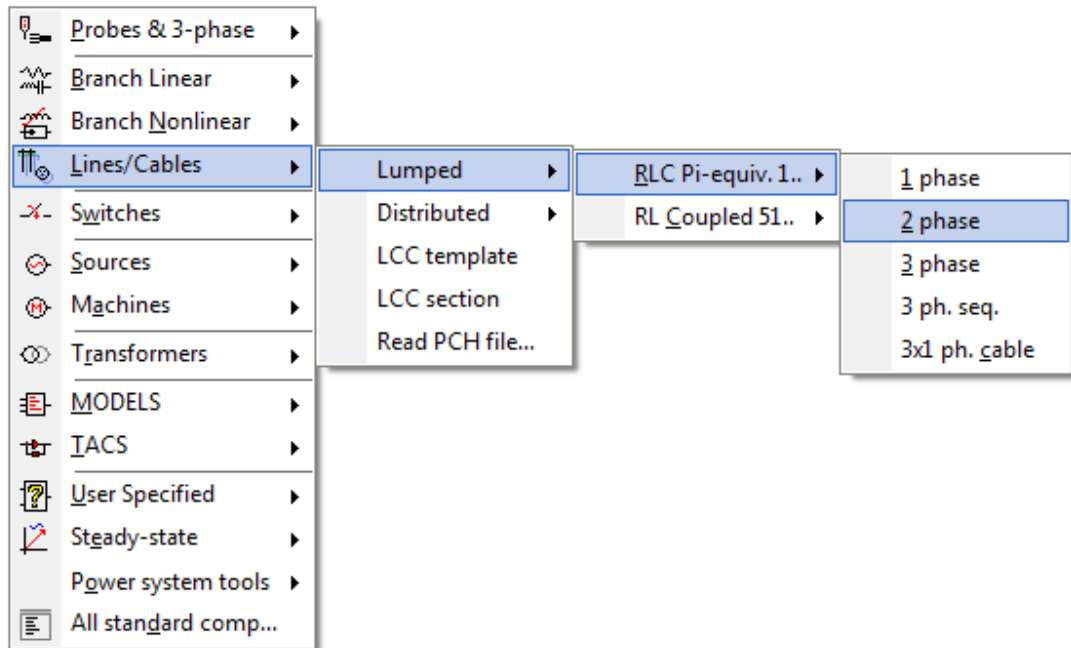 Probes & 3-phase
Branch Linear
Branch Nonlinear
Lines/Cables
Switches
Sources
Machines
Transformers
MODELS
TACS
User Specified
Steady-state
Power system tools
All standard comp...
Lumped
Distributed
LCC template
LCC section
Read PCH file...
RLC Pi-equiv. 1..
RL Coupled 51..
1 phase
2 phase
3 phase
3 ph. seq.
3x1 ph. cable